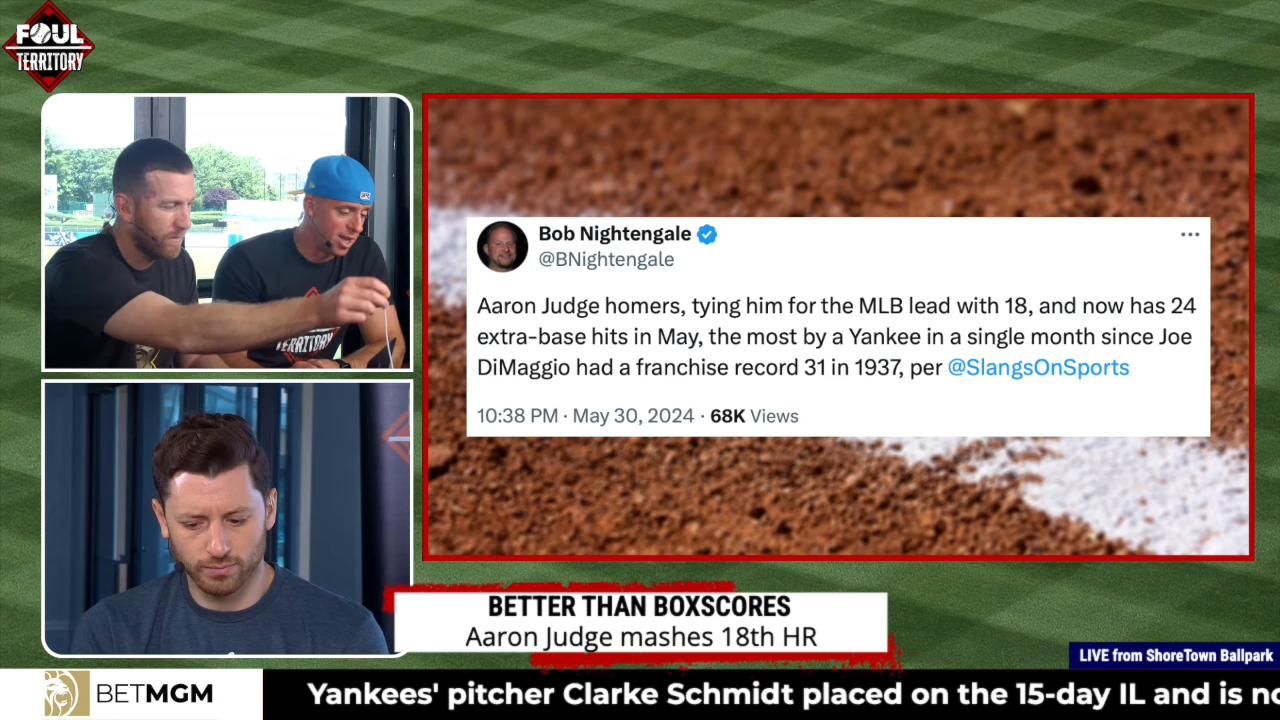 FOUL
TERRITORY
Bob Nightengale
@BNightengale
Aaron Judge homers, tying him for the MLB lead with 18, and now has 24
extra-base hits in May, the most by a Yankee in a single month since Joe
DiMaggio had a franchise record 31 in 1937, per @SlangsOnSports
10:38 PM · May 30, 2024 · 68K Views
TERRITORY
BETTER THAN BOXSCORES
Aaron Judge mashes 18th HR
LIVE from ShoreTown Ballpark
BETMGM
Yankees' pitcher Clarke Schmidt placed on the 15-day IL and is no